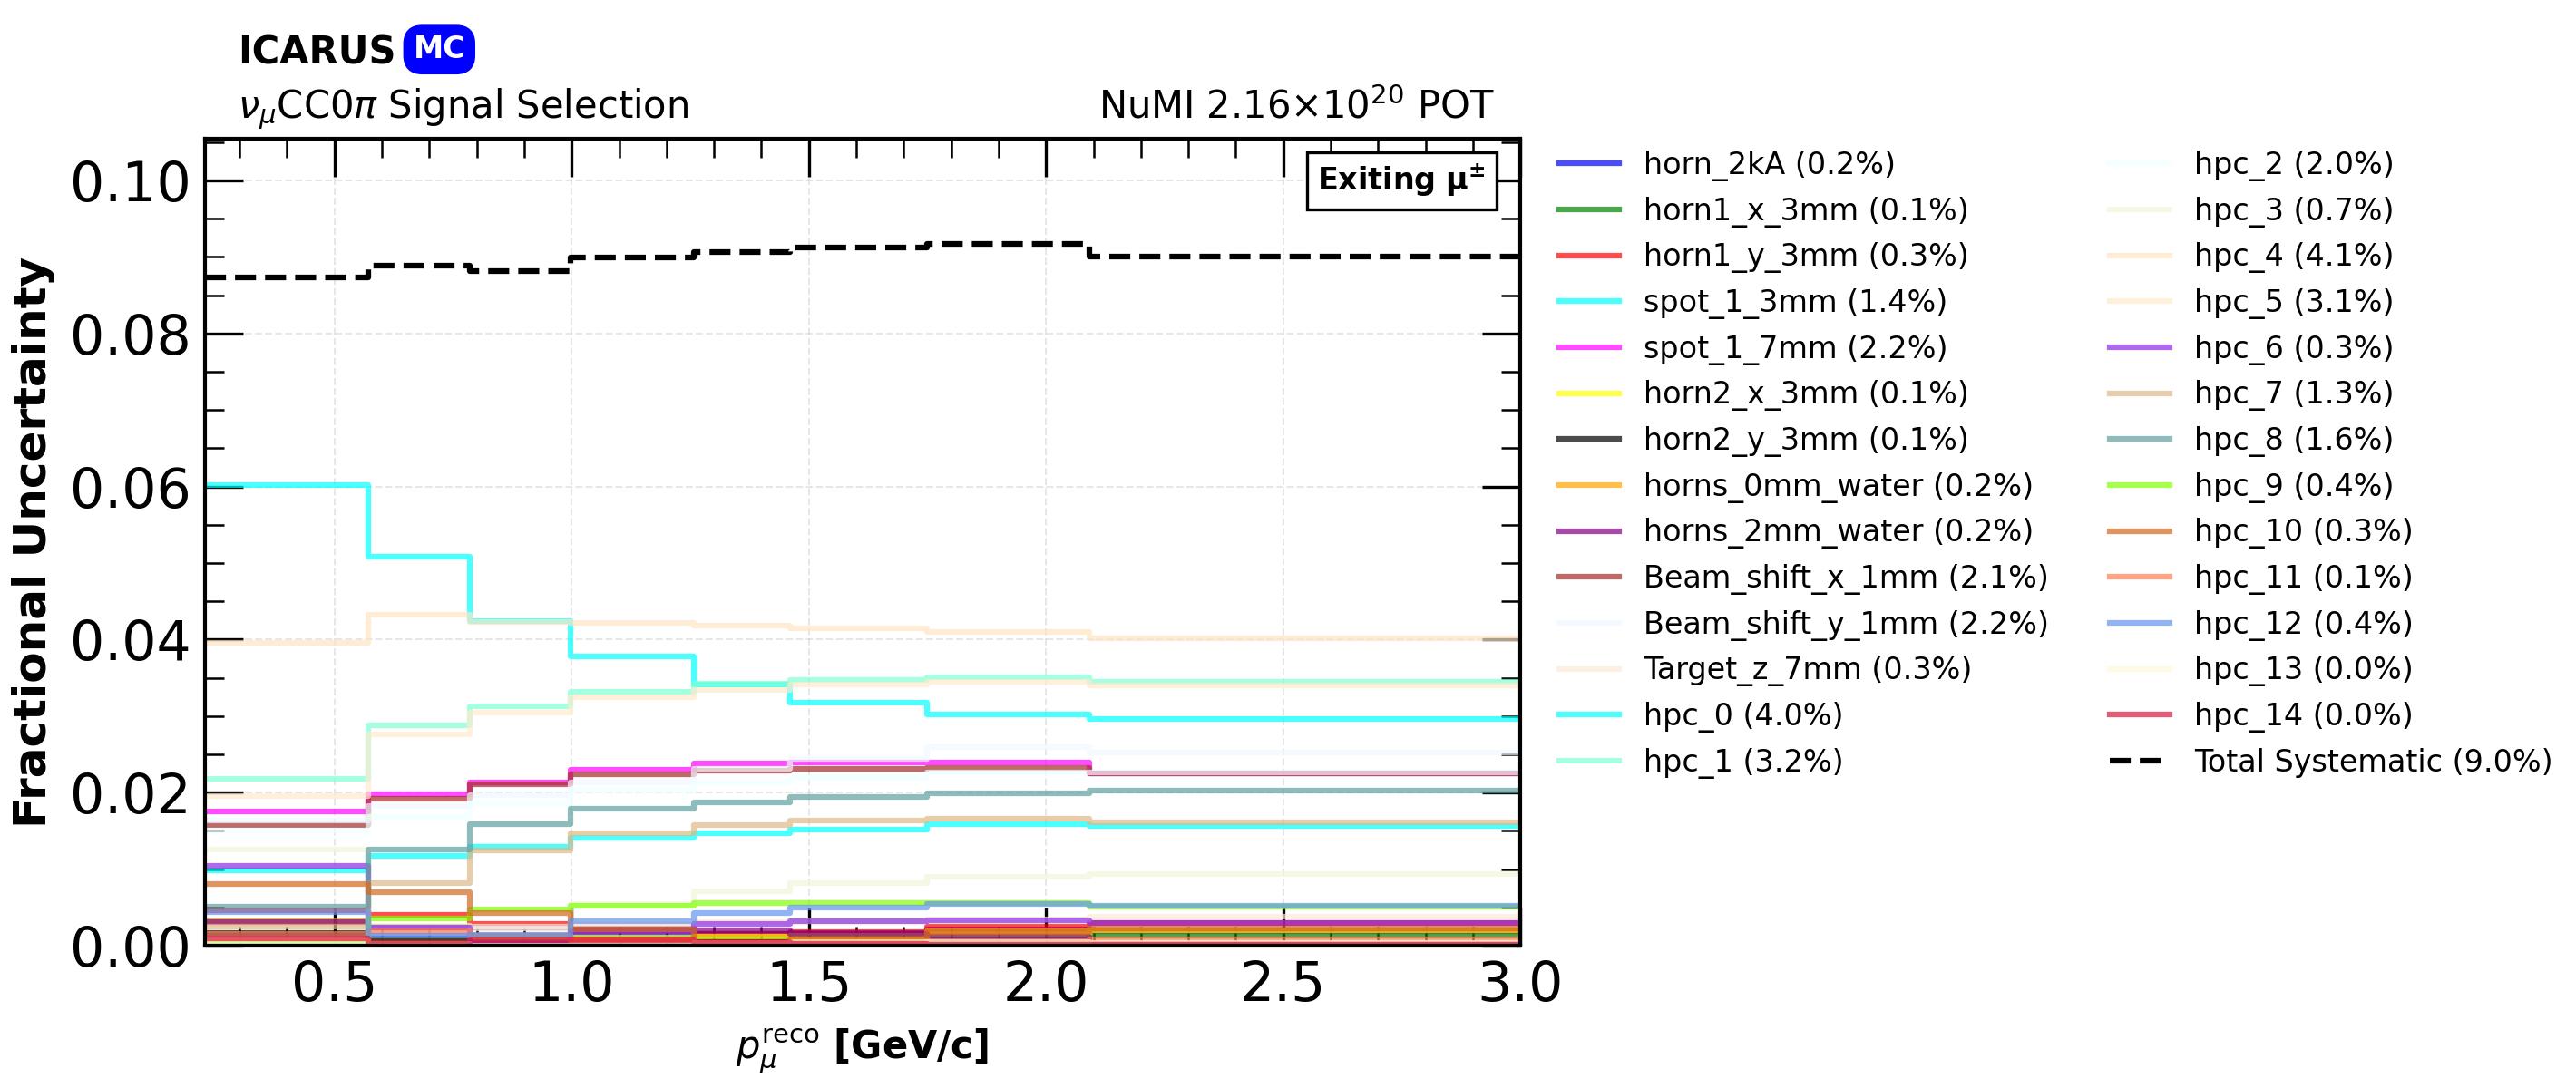 ICARUS MC
νμCC0π Signal Selection
NuMI 2.16×10²⁰ POT
Exiting μ±
Fractional Uncertainty
0.10
0.08
0.06
0.04
0.02
0.00
0.5 1.0 1.5 2.0 2.5 3.0
pμ^reco [GeV/c]
horn_2kA (0.2%)
horn1_x_3mm (0.1%)
horn1_y_3mm (0.3%)
spot_1_3mm (1.4%)
spot_1_7mm (2.2%)
horn2_x_3mm (0.1%)
horn2_y_3mm (0.1%)
horns_0mm_water (0.2%)
horns_2mm_water (0.2%)
Beam_shift_x_1mm (2.1%)
Beam_shift_y_1mm (2.2%)
Target_z_7mm (0.3%)
hpc_0 (4.0%)
hpc_1 (3.2%)
hpc_2 (2.0%)
hpc_3 (0.7%)
hpc_4 (4.1%)
hpc_5 (3.1%)
hpc_6 (0.3%)
hpc_7 (1.3%)
hpc_8 (1.6%)
hpc_9 (0.4%)
hpc_10 (0.3%)
hpc_11 (0.1%)
hpc_12 (0.4%)
hpc_13 (0.0%)
hpc_14 (0.0%)
Total Systematic (9.0%)